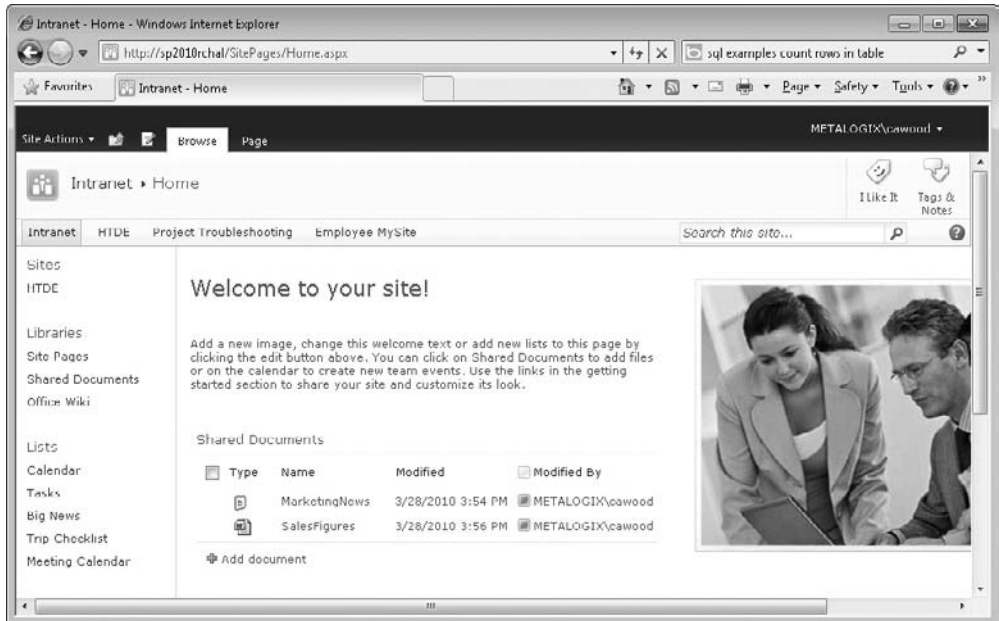 Intranet - Home - Windows Internet Explorer
http://sp2010rchal/SitePages/Home.aspx
sql examples count rows in table
Favorites
Intranet - Home
Page
Safety
Tools
Site Actions
Browse
Page
METALOGIX\cawood
Intranet ▸ Home
I Like It
Tags &
Notes
Intranet
HTDE
Project Troubleshooting
Employee MySite
Search this site...
Sites
HTDE
Libraries
Site Pages
Shared Documents
Office Wiki
Lists
Calendar
Tasks
Big News
Trip Checklist
Meeting Calendar
Welcome to your site!
Add a new image, change this welcome text or add new lists to this page by
clicking the edit button above. You can click on Shared Documents to add files
or on the calendar to create new team events. Use the links in the getting
started section to share your site and customize its look.
Shared Documents
Type Name Modified Modified By
MarketingNews 3/28/2010 3:54 PM METALOGIX\cawood
SalesFigures 3/28/2010 3:56 PM METALOGIX\cawood
Add document